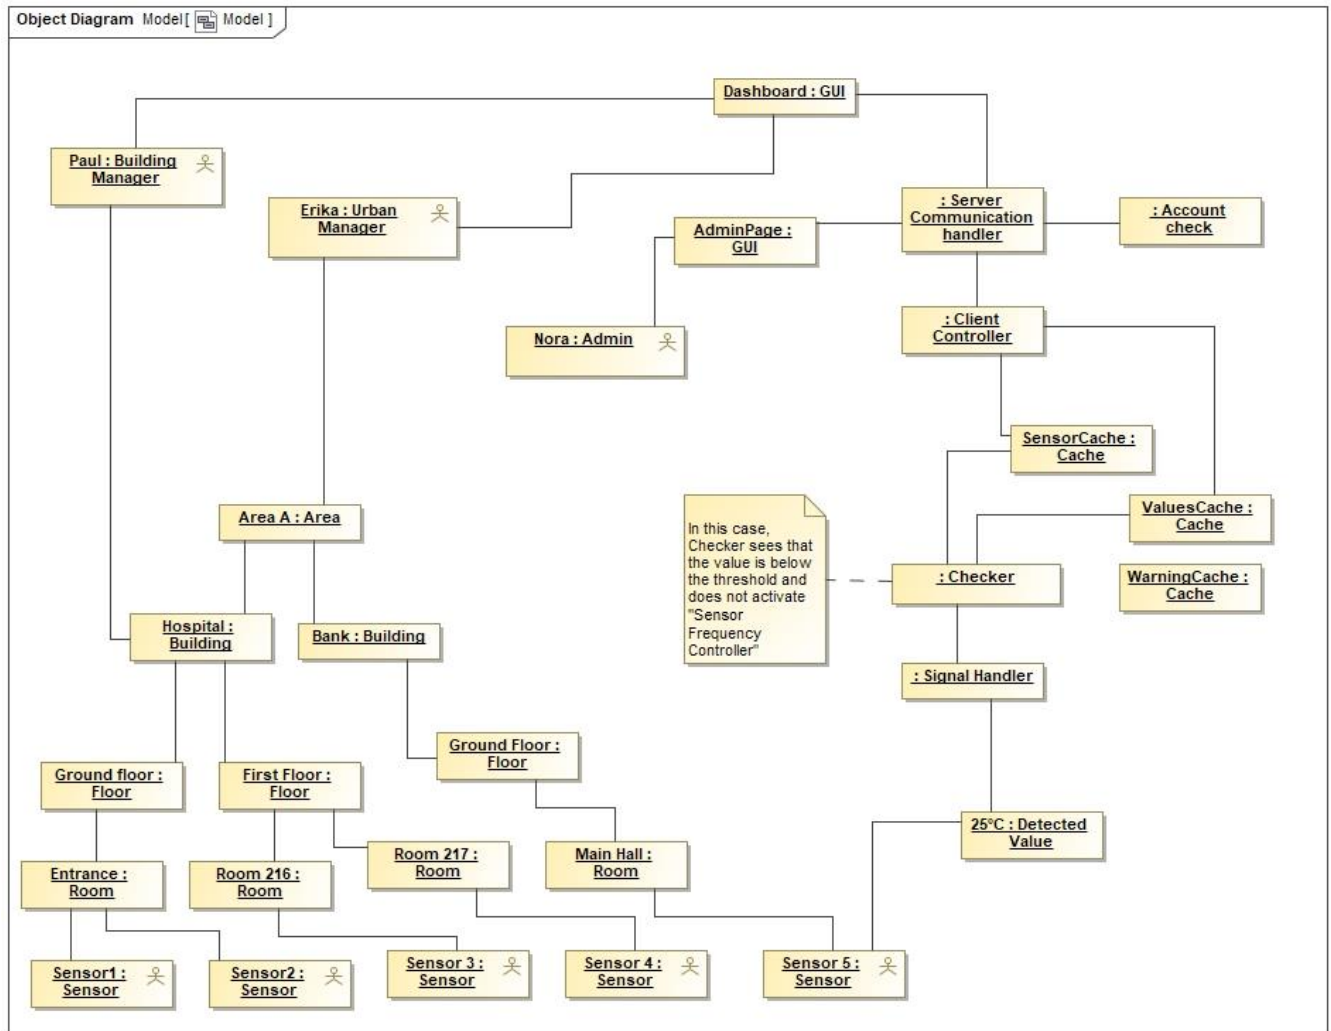 Object Diagram Model[ Model ]
Dashboard : GUI
Paul : Building
Manager
Erika : Urban
Manager
AdminPage :
GUI
: Server
Communication
handler
: Account
check
Nora : Admin
: Client
Controller
SensorCache :
Cache
ValuesCache :
Cache
Area A : Area
In this case,
Checker sees that
the value is below
the threshold and
does not activate
"Sensor
Frequency
Controller"
: Checker
WarningCache :
Cache
Hospital :
Building
Bank : Building
: Signal Handler
Ground Floor :
Floor
Ground floor :
Floor
First Floor :
Floor
25°C : Detected
Value
Entrance :
Room
Room 216 :
Room
Room 217 :
Room
Main Hall :
Room
Sensor1 :
Sensor
Sensor2 :
Sensor
Sensor 3 :
Sensor
Sensor 4 :
Sensor
Sensor 5 :
Sensor